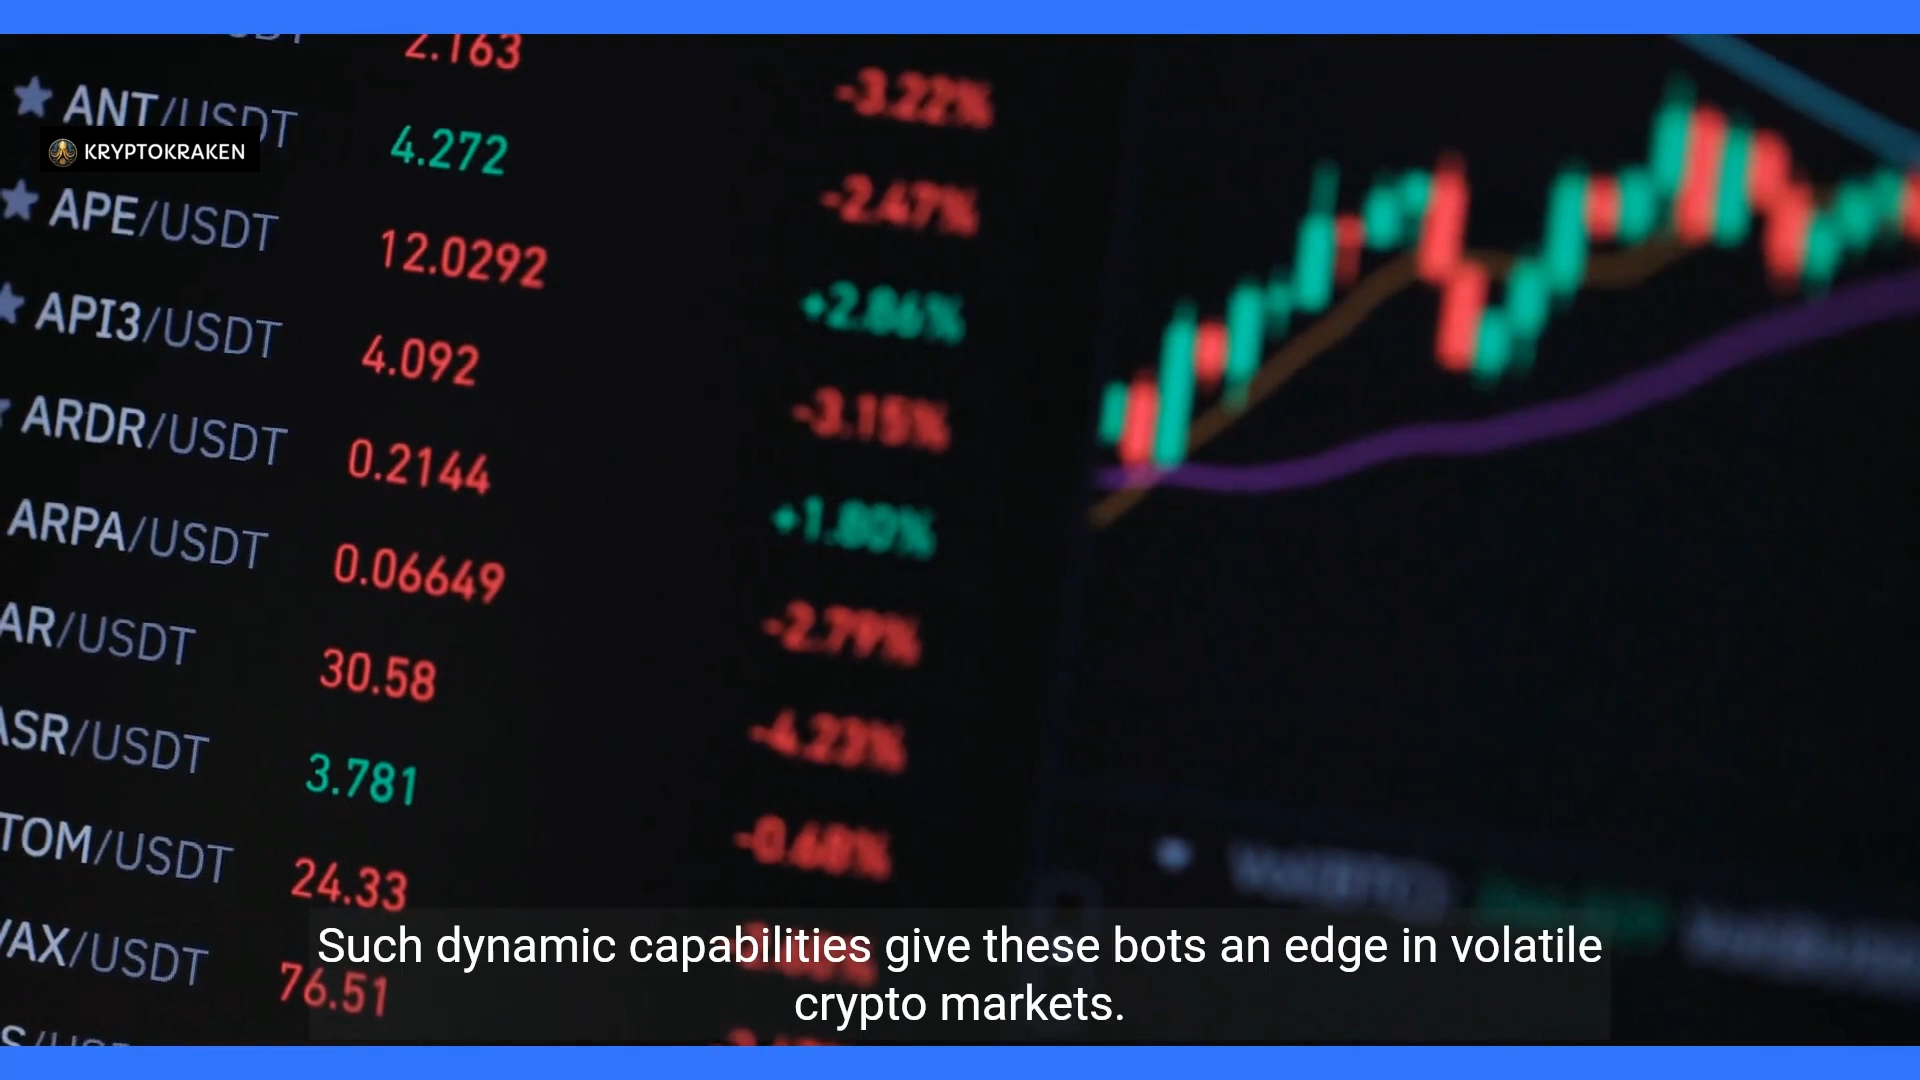 2.163 -3.22%
ANT/USDT 4.272 -2.47%
KRYPTOKRAKEN
APE/USDT 12.0292 +2.86%
API3/USDT 4.092 -3.15%
ARDR/USDT 0.2144 +1.80%
ARPA/USDT 0.06649 -2.79%
AR/USDT 30.58 -4.23%
ASR/USDT 3.781 -0.68%
TOM/USDT 24.33
AX/USDT 76.51
Such dynamic capabilities give these bots an edge in volatile
crypto markets.